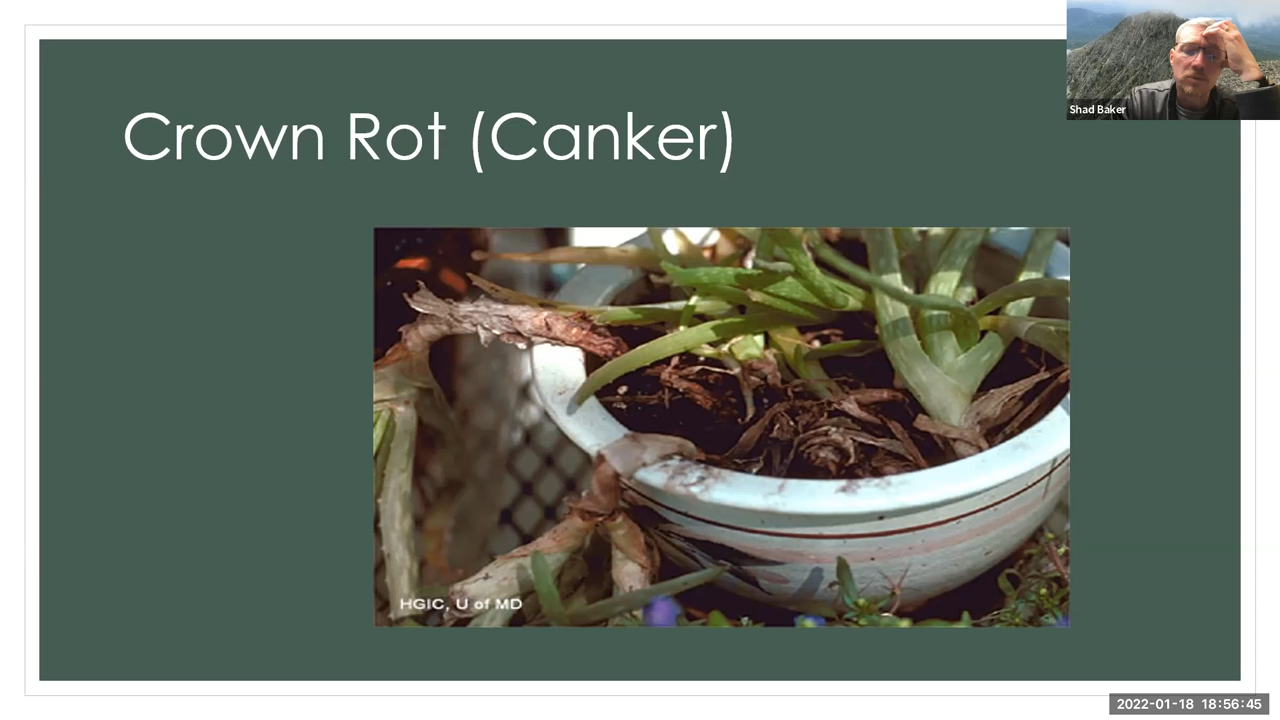 Shad Baker
Crown Rot (Canker)
HGIC, U of MD
2022-01-18 18:56:45